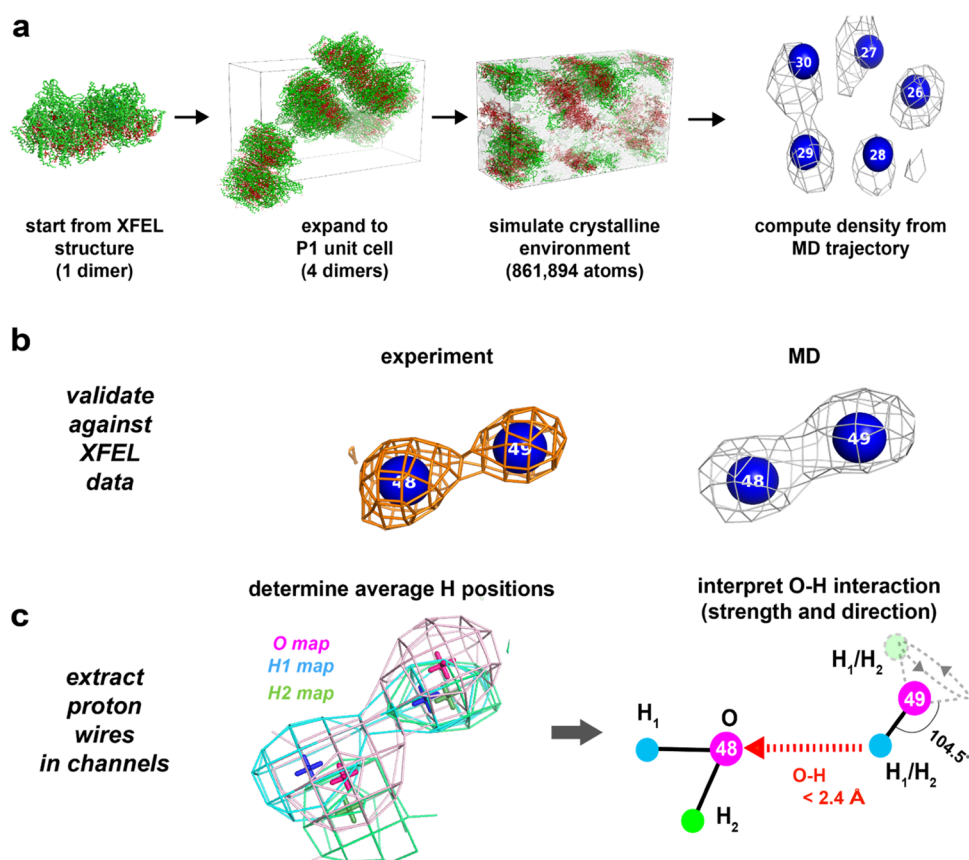 a
30
27
26
29
28
start from XFEL
structure
(1 dimer)
expand to
P1 unit cell
(4 dimers)
simulate crystalline
environment
(861,894 atoms)
compute density from
MD trajectory
b
experiment
MD
validate
against
XFEL
data
48
49
48
49
determine average H positions
interpret O-H interaction
(strength and direction)
c
O map
H1 map
H2 map
extract
proton
wires
in channels
H₁/H₂
49
H₁
O
48
104.5°
O-H
< 2.4 Å
H₁/H₂
H₂